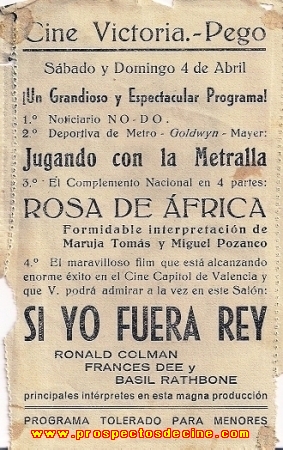 Cine Victoria.-Pego
Sábado y Domingo 4 de Abril
¡Un Grandioso y Espectacular Programa!
1.º Noticiario NO-DO.
2.º Deportiva de Metro - Goldwyn - Mayer:
Jugando con la Metralla
3.º El Complemento Nacional en 4 partes:
ROSA DE ÁFRICA
Formidable interpretación de
Maruja Tomás y Miguel Pozanco
4.º El maravilloso film que está alcanzando
enorme éxito en el Cine Capitol de Valencia y
que V. podrá admirar a la vez en este Salón:
SI YO FUERA REY
RONALD COLMAN
FRANCES DEE y
BASIL RATHBONE
principales intérpretes en esta magna producción
PROGRAMA TOLERADO PARA MENORES
www.prospectosdecine.com